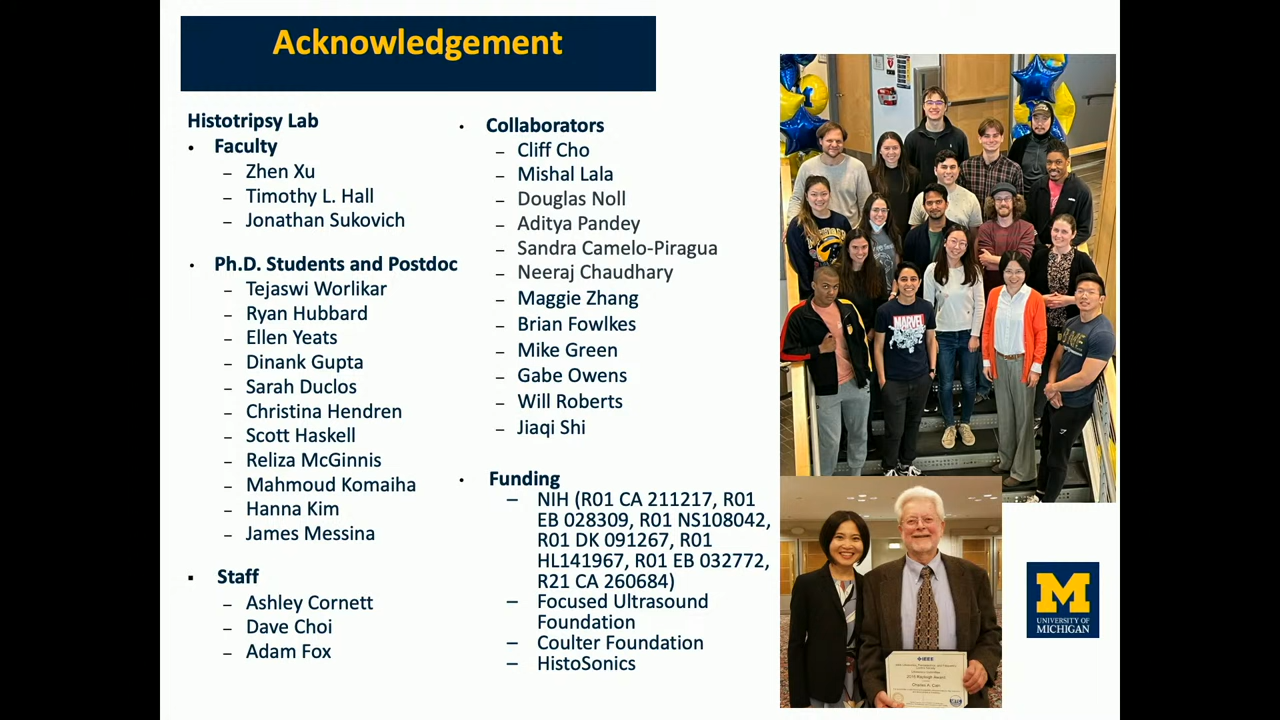 Acknowledgement
Histotripsy Lab
• Faculty
– Zhen Xu
– Timothy L. Hall
– Jonathan Sukovich
• Ph.D. Students and Postdoc
– Tejaswi Worlikar
– Ryan Hubbard
– Ellen Yeats
– Dinank Gupta
– Sarah Duclos
– Christina Hendren
– Scott Haskell
– Reliza McGinnis
– Mahmoud Komaiha
– Hanna Kim
– James Messina
▪ Staff
– Ashley Cornett
– Dave Choi
– Adam Fox
• Collaborators
– Cliff Cho
– Mishal Lala
– Douglas Noll
– Aditya Pandey
– Sandra Camelo-Piragua
– Neeraj Chaudhary
– Maggie Zhang
– Brian Fowlkes
– Mike Green
– Gabe Owens
– Will Roberts
– Jiaqi Shi
• Funding
– NIH (R01 CA 211217, R01
EB 028309, R01 NS108042,
R01 DK 091267, R01
HL141967, R01 EB 032772,
R21 CA 260684)
– Focused Ultrasound
Foundation
– Coulter Foundation
– HistoSonics
MARVEL
IEEE
M
UNIVERSITY OF
MICHIGAN